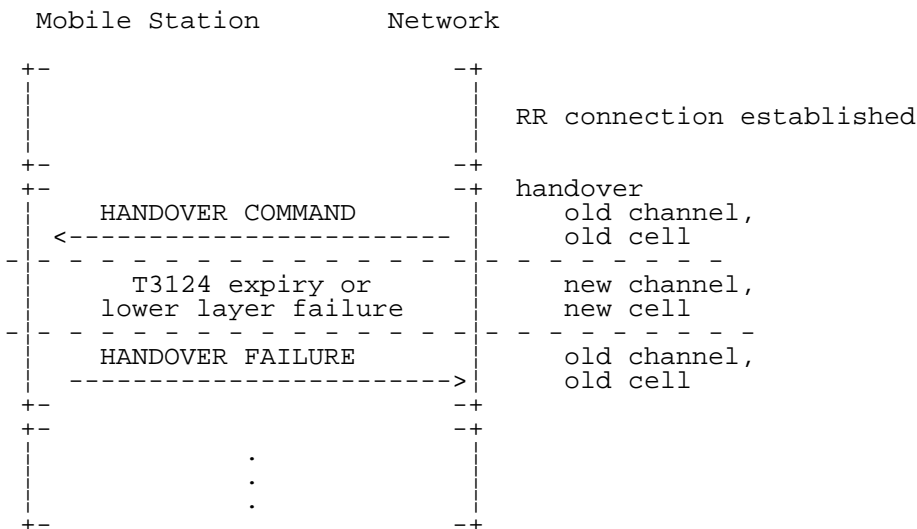 Mobile Station Network
RR connection established
handover
HANDOVER COMMAND old channel,
old cell
T3124 expiry or new channel,
lower layer failure new cell
HANDOVER FAILURE old channel,
old cell